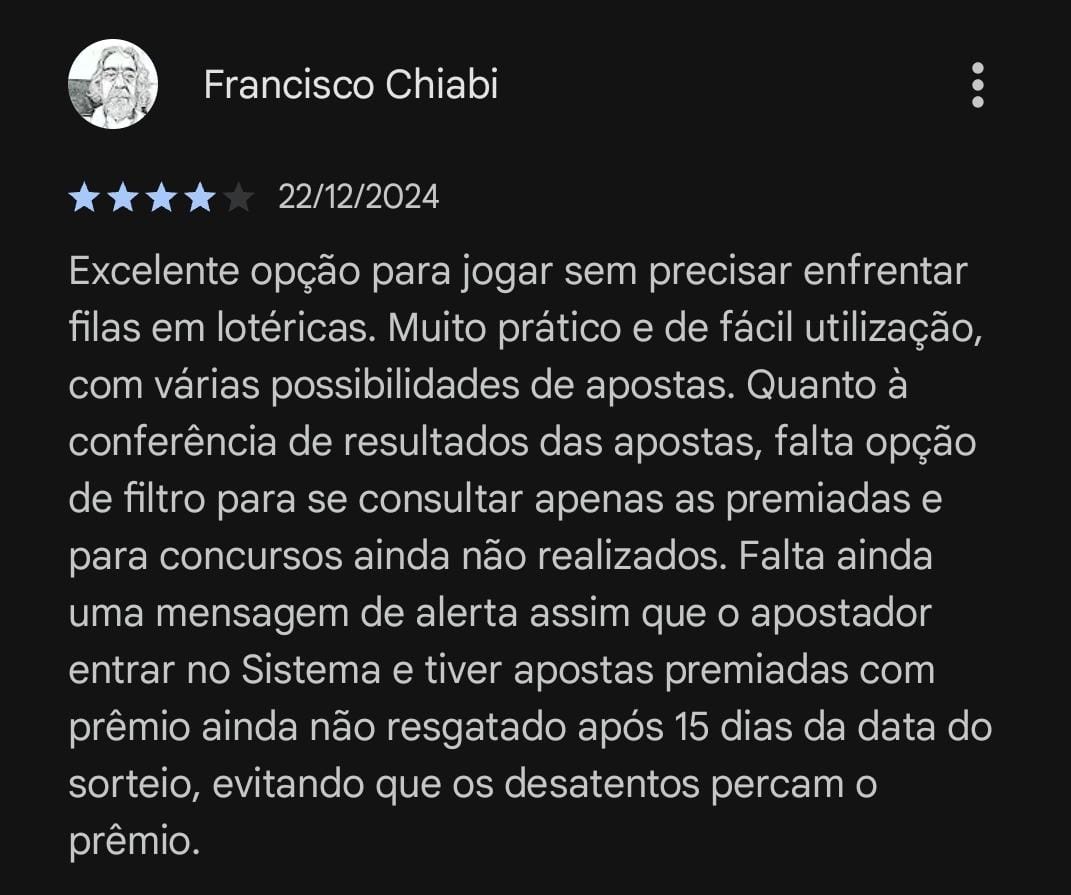 Francisco Chiabi
22/12/2024
Excelente opção para jogar sem precisar enfrentar
filas em lotéricas. Muito prático e de fácil utilização,
com várias possibilidades de apostas. Quanto à
conferência de resultados das apostas, falta opção
de filtro para se consultar apenas as premiadas e
para concursos ainda não realizados. Falta ainda
uma mensagem de alerta assim que o apostador
entrar no Sistema e tiver apostas premiadas com
prêmio ainda não resgatado após 15 dias da data do
sorteio, evitando que os desatentos percam o
prêmio.